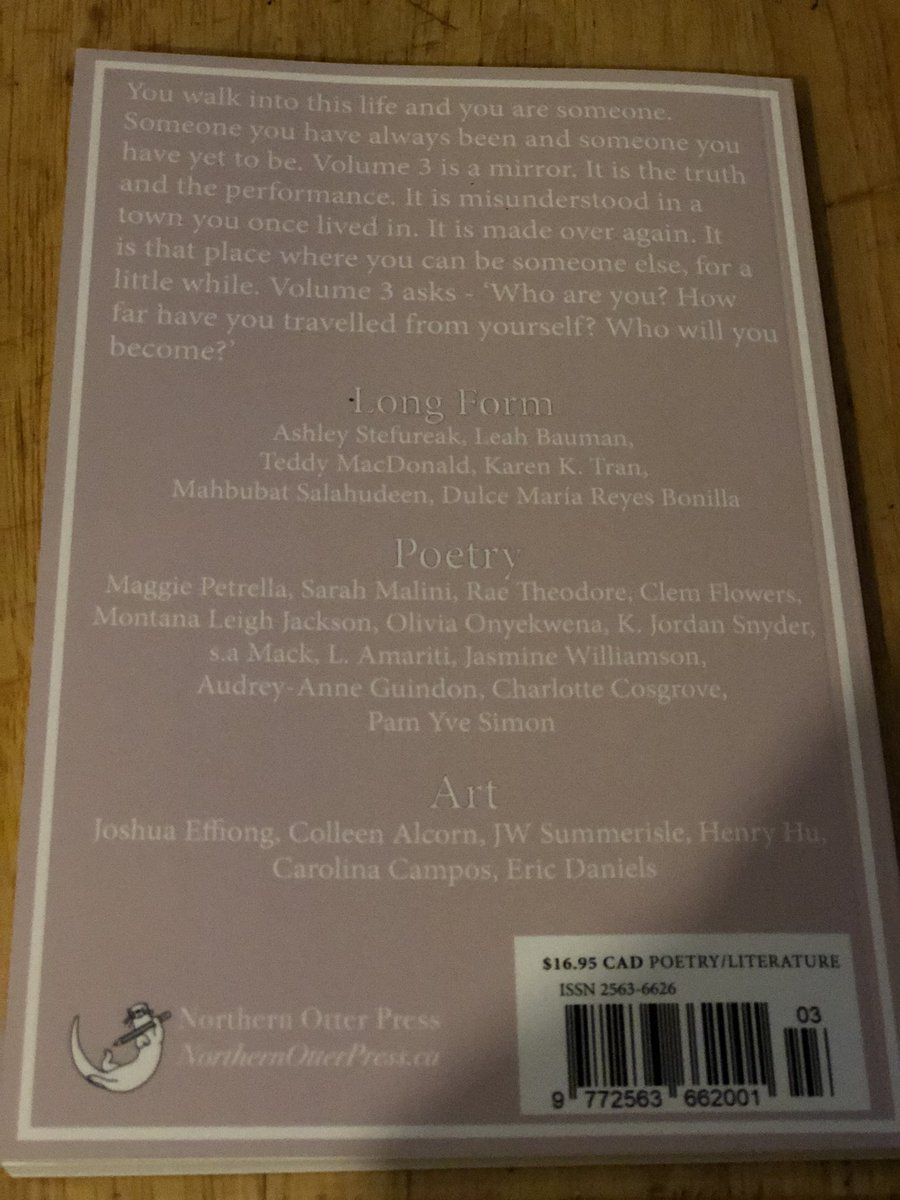 You walk into this life and you are someone.
Someone you have always been and someone you
have yet to be. Volume 3 is a mirror. It is the truth
and the performance. It is misunderstood in a
town you once lived in. It is made over again. It
is that place where you can be someone else, for a
little while. Volume 3 asks - ‘Who are you? How
far have you travelled from yourself? Who will you
become?’
Long Form
Ashley Stefureak, Leah Bauman,
Teddy MacDonald, Karen K. Tran,
Mahbubat Salahudeen, Dulce María Reyes Bonilla
Poetry
Maggie Petrella, Sarah Malini, Rae Theodore, Clem Flowers,
Montana Leigh Jackson, Olivia Onyekwena, K. Jordan Snyder,
s.a Mack, L. Amariti, Jasmine Williamson,
Audrey-Anne Guindon, Charlotte Cosgrove,
Pam Yve Simon
Art
Joshua Effiong, Colleen Alcorn, JW Summerisle, Henry Hu,
Carolina Campos, Eric Daniels
Northern Otter Press
NorthernOtterPress.ca
$16.95 CAD POETRY/LITERATURE
ISSN 2563-6626
03
9 772563 662001